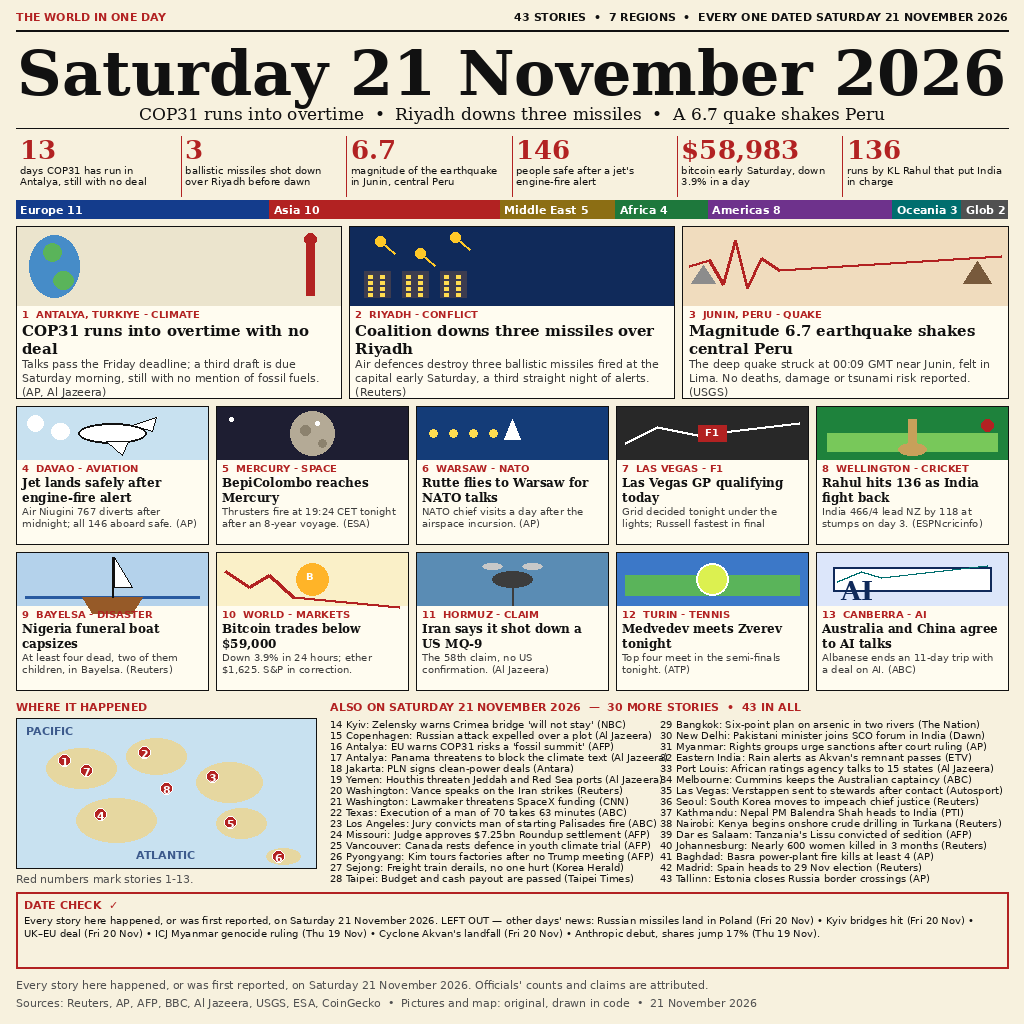 THE WORLD IN ONE DAY
43 STORIES • 7 REGIONS • EVERY ONE DATED SATURDAY 21 NOVEMBER 2026
Saturday 21 November 2026
COP31 runs into overtime • Riyadh downs three missiles • A 6.7 quake shakes Peru
13
days COP31 has run in
Antalya, still with no deal
3
ballistic missiles shot down
over Riyadh before dawn
6.7
magnitude of the earthquake
in Junin, central Peru
146
people safe after a jet's
engine-fire alert
$58,983
bitcoin early Saturday, down
3.9% in a day
136
runs by KL Rahul that put India
in charge
Europe 11
Asia 10
Middle East 5
Africa 4
Americas 8
Oceania 3
Glob 2
1 ANTALYA, TURKIYE - CLIMATE
COP31 runs into overtime with no
deal
Talks pass the Friday deadline; a third draft is due
Saturday morning, still with no mention of fossil fuels.
(AP, Al Jazeera)
2 RIYADH - CONFLICT
Coalition downs three missiles over
Riyadh
Air defences destroy three ballistic missiles fired at the
capital early Saturday, a third straight night of alerts.
(Reuters)
3 JUNIN, PERU - QUAKE
Magnitude 6.7 earthquake shakes
central Peru
The deep quake struck at 00:09 GMT near Junin, felt in
Lima. No deaths, damage or tsunami risk reported.
(USGS)
4 DAVAO - AVIATION
Jet lands safely after
engine-fire alert
Air Niugini 767 diverts after
midnight; all 146 aboard safe. (AP)
5 MERCURY - SPACE
BepiColombo reaches
Mercury
Thrusters fire at 19:24 CET tonight
after an 8-year voyage. (ESA)
6 WARSAW - NATO
Rutte flies to Warsaw for
NATO talks
NATO chief visits a day after the
airspace incursion. (AP)
F1
7 LAS VEGAS - F1
Las Vegas GP qualifying
today
Grid decided tonight under the
lights; Russell fastest in final
8 WELLINGTON - CRICKET
Rahul hits 136 as India
fight back
India 466/4 lead NZ by 118 at
stumps on day 3. (ESPNcricinfo)
9 BAYELSA - DISASTER
Nigeria funeral boat
capsizes
At least four dead, two of them
children, in Bayelsa. (Reuters)
B
10 WORLD - MARKETS
Bitcoin trades below
$59,000
Down 3.9% in 24 hours; ether
$1,625. S&P in correction.
11 HORMUZ - CLAIM
Iran says it shot down a
US MQ-9
The 58th claim, no US
confirmation. (Al Jazeera)
12 TURIN - TENNIS
Medvedev meets Zverev
tonight
Top four meet in the semi-finals
tonight. (ATP)
AI
13 CANBERRA - AI
Australia and China agree
to AI talks
Albanese ends an 11-day trip with
a deal on AI. (ABC)
WHERE IT HAPPENED
PACIFIC
1
7
2
8
3
4
5
6
ATLANTIC
Red numbers mark stories 1-13.
ALSO ON SATURDAY 21 NOVEMBER 2026 — 30 MORE STORIES • 43 IN ALL
14 Kyiv: Zelensky warns Crimea bridge 'will not stay' (NBC)
15 Copenhagen: Russian attack expelled over a plot (Al Jazeera)
16 Antalya: EU warns COP31 risks a 'fossil summit' (AFP)
17 Antalya: Panama threatens to block the climate text (Al Jazeera)
18 Jakarta: PLN signs clean-power deals (Antara)
19 Yemen: Houthis threaten Jeddah and Red Sea ports (Al Jazeera)
20 Washington: Vance speaks on the Iran strikes (Reuters)
21 Washington: Lawmaker threatens SpaceX funding (CNN)
22 Texas: Execution of a man of 70 takes 63 minutes (ABC)
23 Los Angeles: Jury convicts man of starting Palisades fire (ABC)
24 Missouri: Judge approves $7.25bn Roundup settlement (AFP)
25 Vancouver: Canada rests defence in youth climate trial (AFP)
26 Pyongyang: Kim tours factories after no Trump meeting (AFP)
27 Sejong: Freight train derails, no one hurt (Korea Herald)
28 Taipei: Budget and cash payout are passed (Taipei Times)
29 Bangkok: Six-point plan on arsenic in two rivers (The Nation)
30 New Delhi: Pakistani minister joins SCO forum in India (Dawn)
31 Myanmar: Rights groups urge sanctions after court ruling (AP)
32 Eastern India: Rain alerts as Akvan's remnant passes (ETV)
33 Port Louis: African ratings agency talks to 15 states (Al Jazeera)
34 Melbourne: Cummins keeps the Australian captaincy (ABC)
35 Las Vegas: Verstappen sent to stewards after contact (Autosport)
36 Seoul: South Korea moves to impeach chief justice (Reuters)
37 Kathmandu: Nepal PM Balendra Shah heads to India (PTI)
38 Nairobi: Kenya begins onshore crude drilling in Turkana (Reuters)
39 Dar es Salaam: Tanzania's Lissu convicted of sedition (AFP)
40 Johannesburg: Nearly 600 women killed in 3 months (Reuters)
41 Baghdad: Basra power-plant fire kills at least 4 (AP)
42 Madrid: Spain heads to 29 Nov election (Reuters)
43 Tallinn: Estonia closes Russia border crossings (AP)
DATE CHECK ✓
Every story here happened, or was first reported, on Saturday 21 November 2026. LEFT OUT — other days' news: Russian missiles land in Poland (Fri 20 Nov) • Kyiv bridges hit (Fri 20 Nov) •
UK–EU deal (Fri 20 Nov) • ICJ Myanmar genocide ruling (Thu 19 Nov) • Cyclone Akvan's landfall (Fri 20 Nov) • Anthropic debut, shares jump 17% (Thu 19 Nov).
Every story here happened, or was first reported, on Saturday 21 November 2026. Officials' counts and claims are attributed.
Sources: Reuters, AP, AFP, BBC, Al Jazeera, USGS, ESA, CoinGecko • Pictures and map: original, drawn in code • 21 November 2026